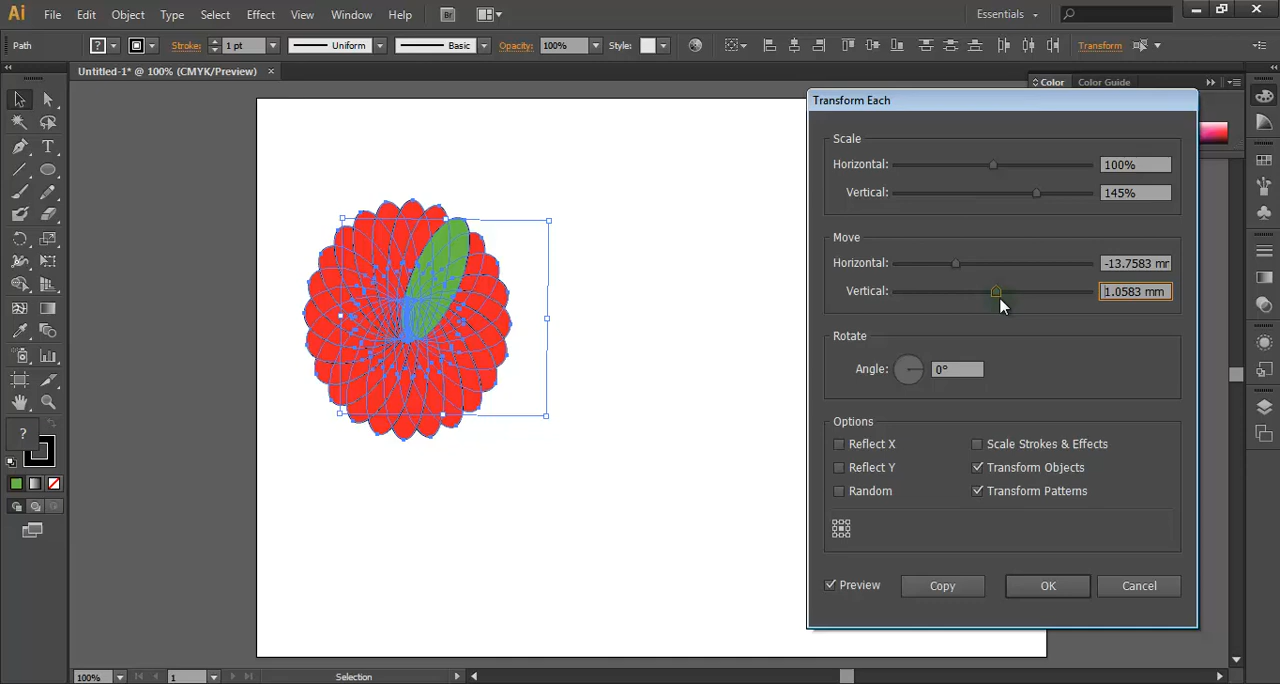 Ai File Edit Object Type Select Effect View Window Help Br Essentials
Path ? Stroke: 1 pt Uniform Basic Opacity: 100% Style: Transform
Untitled-1* @ 100% (CMYK/Preview) ×
Color Color Guide
Transform Each
Scale
Horizontal: 100%
Vertical: 145%
Move
Horizontal: -13.7583 mr
Vertical: 1.0583 mm
Rotate
Angle: 0°
Options
Reflect X Scale Strokes & Effects
Reflect Y Transform Objects
Random Transform Patterns
?
Preview Copy OK Cancel
100% 1 Selection